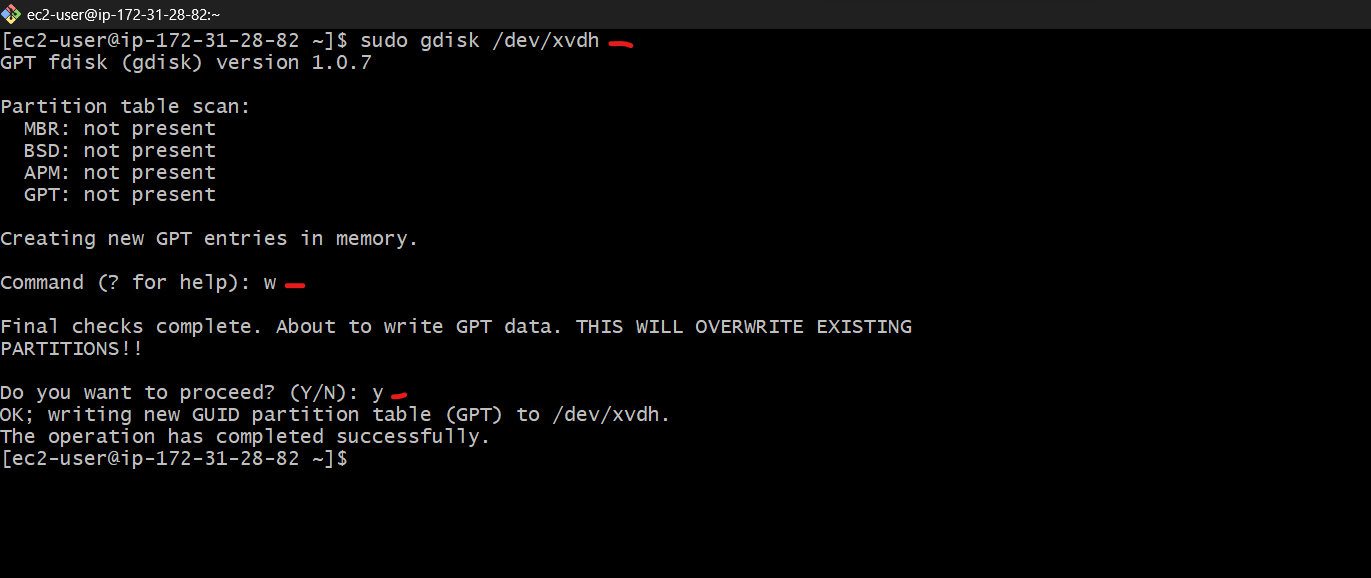 ec2-user@ip-172-31-28-82:~
[ec2-user@ip-172-31-28-82 ~]$ sudo gdisk /dev/xvdh
GPT fdisk (gdisk) version 1.0.7
Partition table scan:
MBR: not present
BSD: not present
APM: not present
GPT: not present
Creating new GPT entries in memory.
Command (? for help): w
Final checks complete. About to write GPT data. THIS WILL OVERWRITE EXISTING
PARTITIONS!!
Do you want to proceed? (Y/N): y
OK; writing new GUID partition table (GPT) to /dev/xvdh.
The operation has completed successfully.
[ec2-user@ip-172-31-28-82 ~]$